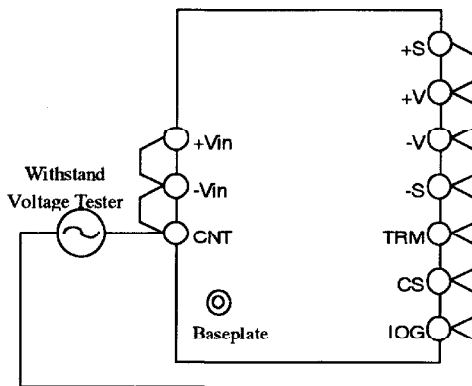 +S
+V
+Vin
-V
Withstand
Voltage Tester
-Vin
-S
CNT
TRM
CS
Baseplate
IOG